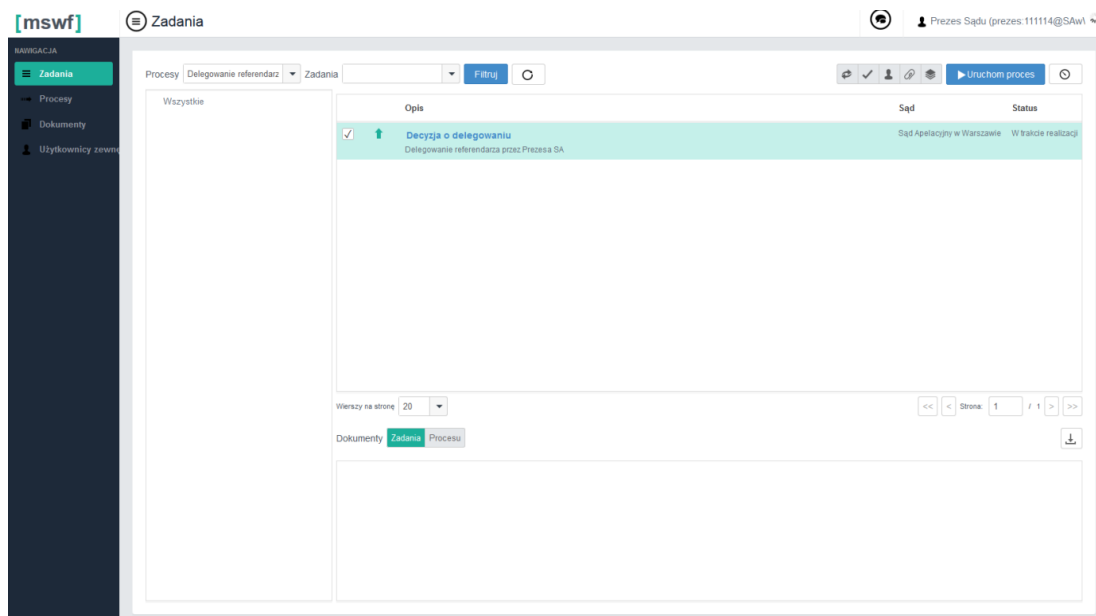 [mswf]
Zadania
Prezes Sądu (prezes.111114@SAw\
NAWIGACJA
Zadania
Procesy
Dokumenty
Użytkownicy zewnę
Procesy Delegowanie referendarz Zadania Filtruj Uruchom proces
Wszystkie
Opis Sąd Status
Decyzja o delegowaniu Sąd Apelacyjny w Warszawie W trakcie realizacji
Delegowanie referendarza przez Prezesa SA
Wierszy na stronę 20 << < Strona: 1 / 1 > >>
Dokumenty Zadania Procesu